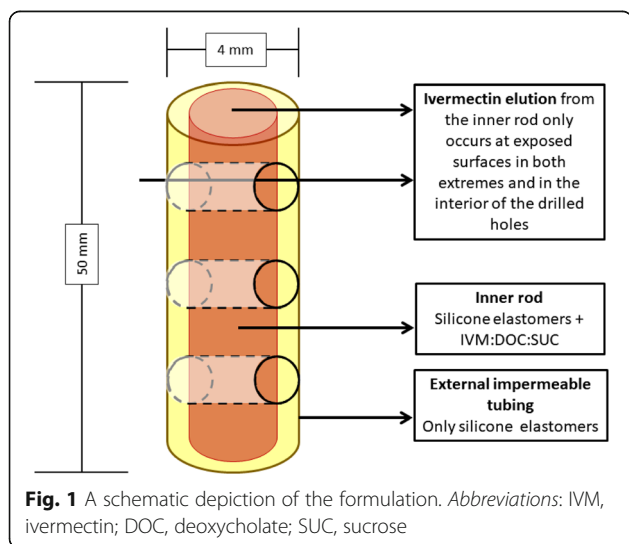 4 mm
50 mm
Ivermectin elution from
the inner rod only
occurs at exposed
surfaces in both
extremes and in the
interior of the drilled
holes
Inner rod
Silicone elastomers +
IVM:DOC:SUC
External impermeable
tubing
Only silicone elastomers
Fig. 1 A schematic depiction of the formulation. Abbreviations: IVM,
ivermectin; DOC, deoxycholate; SUC, sucrose